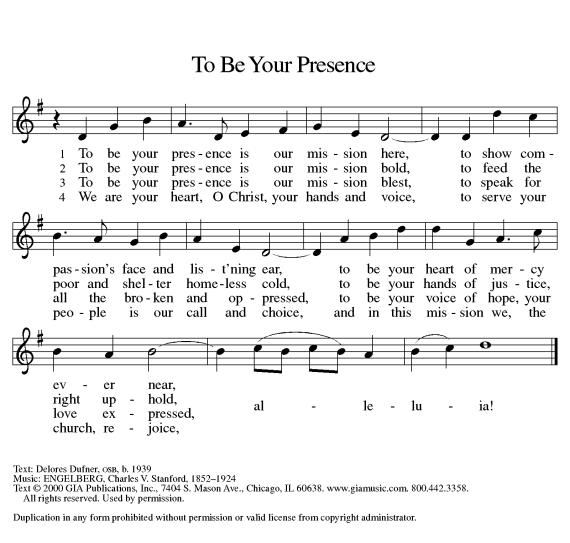 To Be Your Presence
1 To be your pres - ence is our mis - sion here, to show com -
2 To be your pres - ence is our mis - sion bold, to feed the
3 To be your pres - ence is our mis - sion blest, to speak for
4 We are your heart, O Christ, your hands and voice, to serve your
pas - sion's face and lis - t'ning ear, to be your heart of mer - cy
poor and shel - ter home - less cold, to be your hands of jus - tice,
all the bro - ken and op - pressed, to be your voice of hope, your
peo - ple is our call and choice, and in this mis - sion we, the
ev - er near,
right up - hold,
love ex - pressed,
church, re - joice,
al - le - lu - ia!
Text: Delores Dufner, OSB, b. 1939
Music: ENGELBERG, Charles V. Stanford, 1852–1924
Text © 2000 GIA Publications, Inc., 7404 S. Mason Ave., Chicago, IL 60638. www.giamusic.com. 800.442.3358.
All rights reserved. Used by permission.
Duplication in any form prohibited without permission or valid license from copyright administrator.